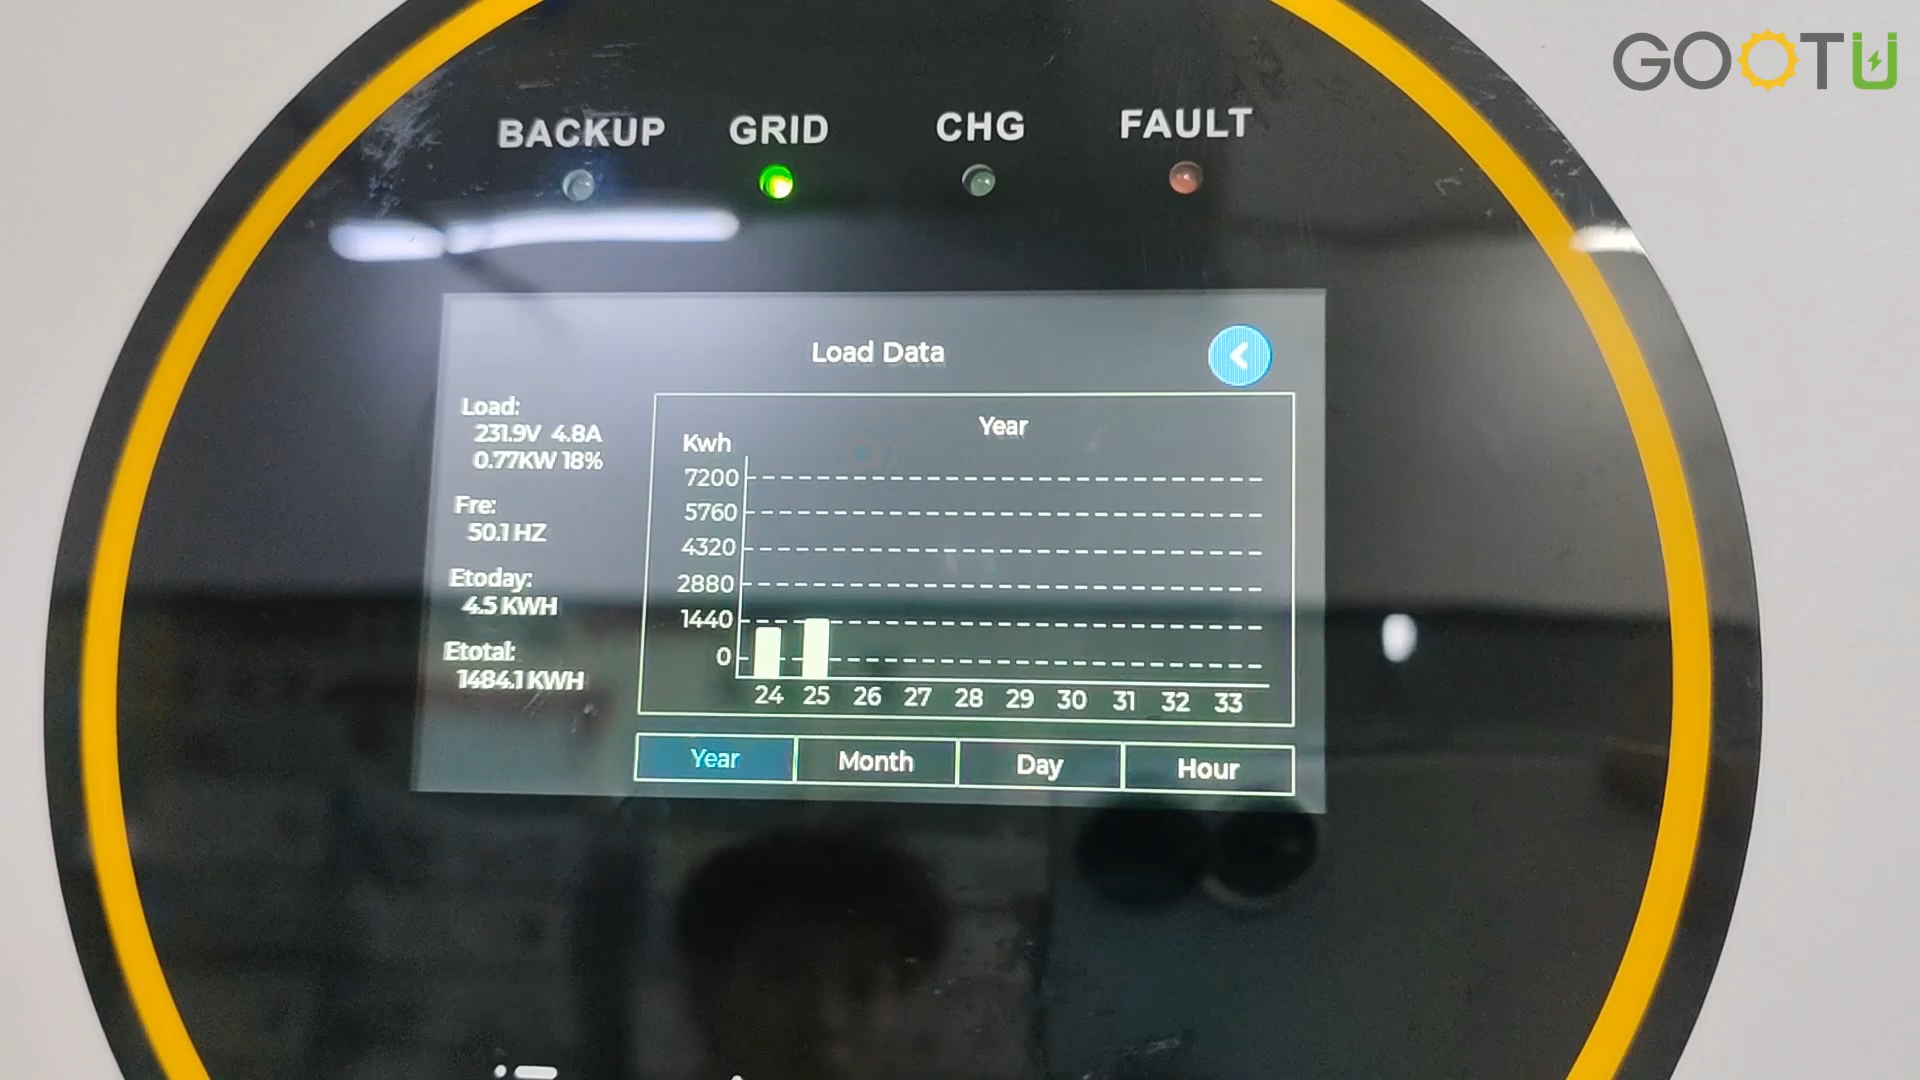 GOOTU
BACKUP GRID CHG FAULT
Load Data
Load:
231.9V 4.8A
0.77KW 18%
Fre:
50.1 HZ
Etoday:
4.5 KWH
Etotal:
1484.1 KWH
Year
Kwh
7200
5760
4320
2880
1440
0
24 25 26 27 28 29 30 31 32 33
Year Month Day Hour